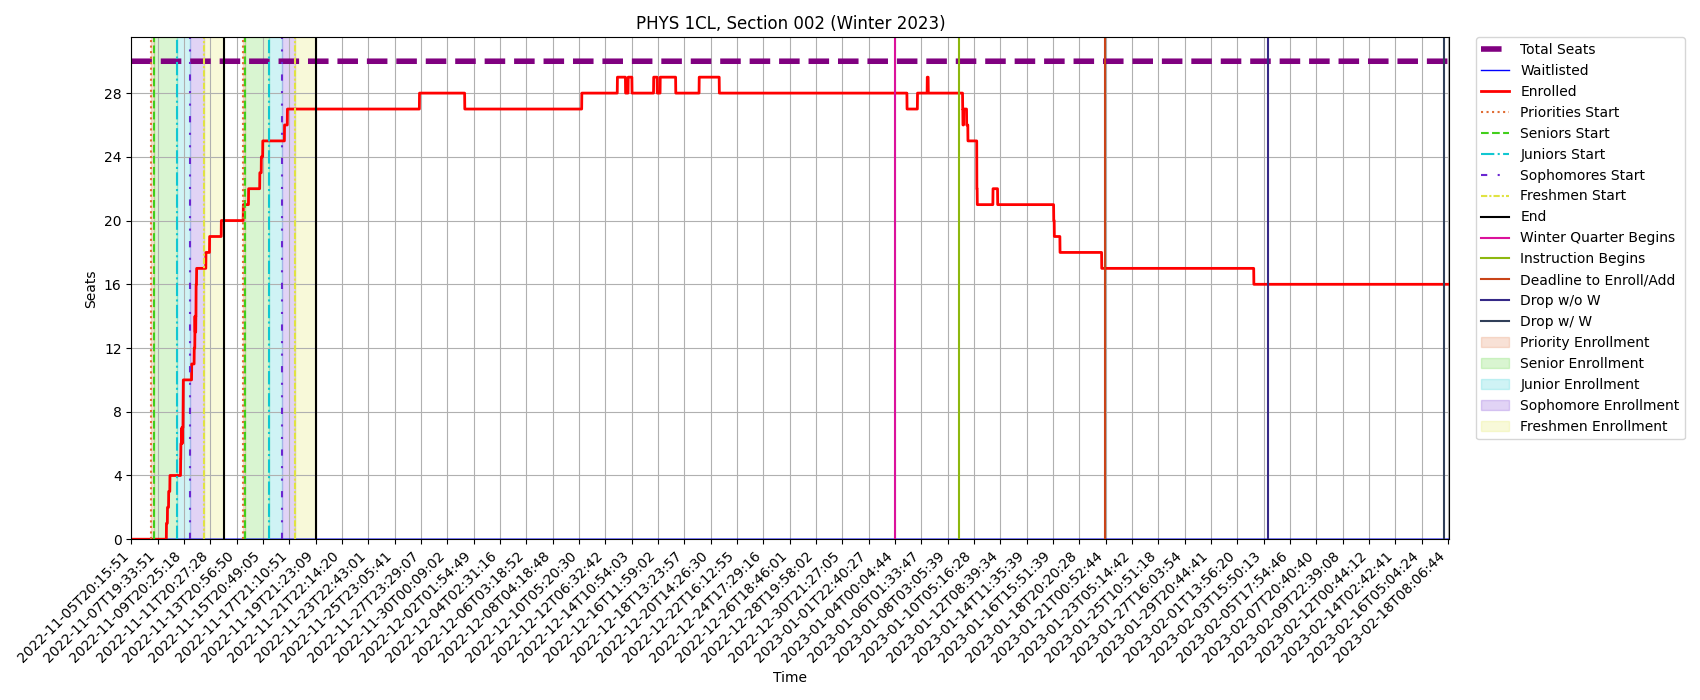 PHYS 1CL, Section 002 (Winter 2023)
Seats
28
24
20
16
12
8
4
0
2022-11-05T20:15:51
2022-11-07T19:33:51
2022-11-09T20:25:18
2022-11-11T20:27:28
2022-11-13T20:56:50
2022-11-15T20:49:05
2022-11-17T21:10:51
2022-11-19T21:23:09
2022-11-21T22:14:20
2022-11-23T22:43:01
2022-11-25T23:05:41
2022-11-27T23:29:07
2022-11-30T00:09:02
2022-12-02T01:54:49
2022-12-04T02:31:16
2022-12-06T03:18:52
2022-12-08T04:18:48
2022-12-10T05:20:30
2022-12-12T06:32:42
2022-12-14T10:54:03
2022-12-16T11:59:02
2022-12-18T13:23:57
2022-12-20T14:26:30
2022-12-22T16:12:55
2022-12-24T17:29:16
2022-12-26T18:46:01
2022-12-28T19:58:02
2022-12-30T21:27:05
2023-01-01T22:40:27
2023-01-04T00:04:44
2023-01-06T01:33:47
2023-01-08T03:05:39
2023-01-10T05:16:28
2023-01-12T08:39:34
2023-01-14T11:35:39
2023-01-16T15:51:39
2023-01-18T20:20:28
2023-01-21T00:52:44
2023-01-23T05:14:42
2023-01-25T10:51:18
2023-01-27T16:03:54
2023-01-29T20:44:41
2023-02-01T13:56:20
2023-02-03T15:50:13
2023-02-05T17:54:46
2023-02-07T20:40:40
2023-02-09T22:39:08
2023-02-12T00:44:12
2023-02-14T02:42:41
2023-02-16T05:04:24
2023-02-18T08:06:44
Time
Total Seats
Waitlisted
Enrolled
Priorities Start
Seniors Start
Juniors Start
Sophomores Start
Freshmen Start
End
Winter Quarter Begins
Instruction Begins
Deadline to Enroll/Add
Drop w/o W
Drop w/ W
Priority Enrollment
Senior Enrollment
Junior Enrollment
Sophomore Enrollment
Freshmen Enrollment